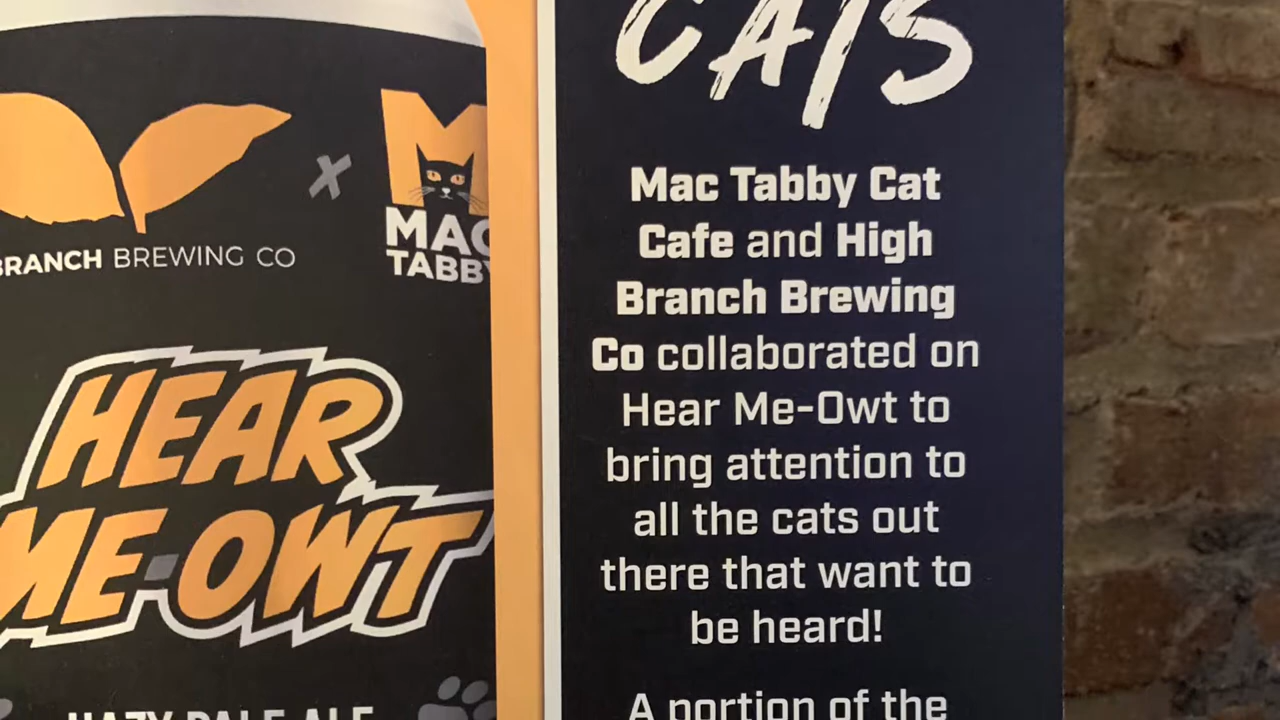 BRANCH BREWING CO
X
MAC
TABBY
HEAR
ME-OWT
HAZY PALE ALE
CATS
Mac Tabby Cat
Cafe and High
Branch Brewing
Co collaborated on
Hear Me-Owt to
bring attention to
all the cats out
there that want to
be heard!
A portion of the